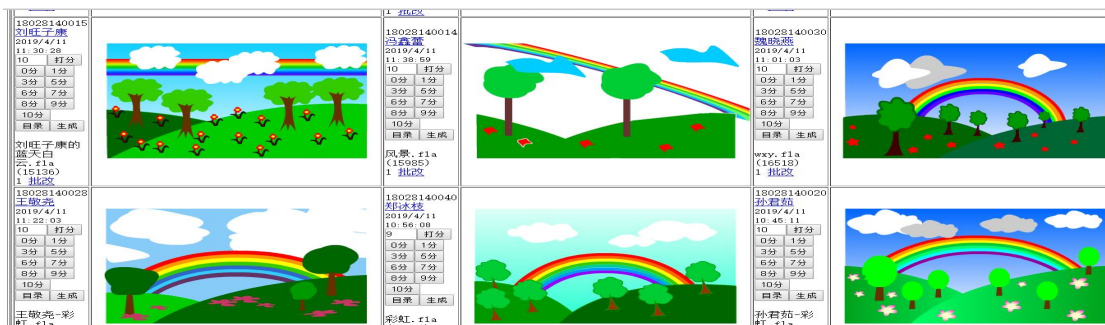 1 批改
1 批改
18028140015
刘旺子康
2019/4/11
11:30:28
10 打分
0分 1分
3分 5分
6分 7分
8分 9分
10分
目录 生成
刘旺子康的
蓝天白
云.fla
(15136)
1 批改
18028140014
冯鑫蕾
2019/4/11
11:38:59
10 打分
0分 1分
3分 5分
6分 7分
8分 9分
10分
目录 生成
风景.fla
(15985)
1 批改
18028140030
魏晓燕
2019/4/11
11:01:03
10 打分
0分 1分
3分 5分
6分 7分
8分 9分
10分
目录 生成
wxy.fla
(16518)
1 批改
18028140028
王敬尧
2019/4/11
11:22:03
10 打分
0分 1分
3分 5分
6分 7分
8分 9分
10分
目录 生成
王敬尧-彩
虹.fla
18028140040
郑冰枝
2019/4/11
10:56:08
9 打分
0分 1分
3分 5分
6分 7分
8分 9分
10分
目录 生成
彩虹.fla
18028140020
孙君茹
2019/4/11
10:45:11
10 打分
0分 1分
3分 5分
6分 7分
8分 9分
10分
目录 生成
孙君茹-彩
虹.fla